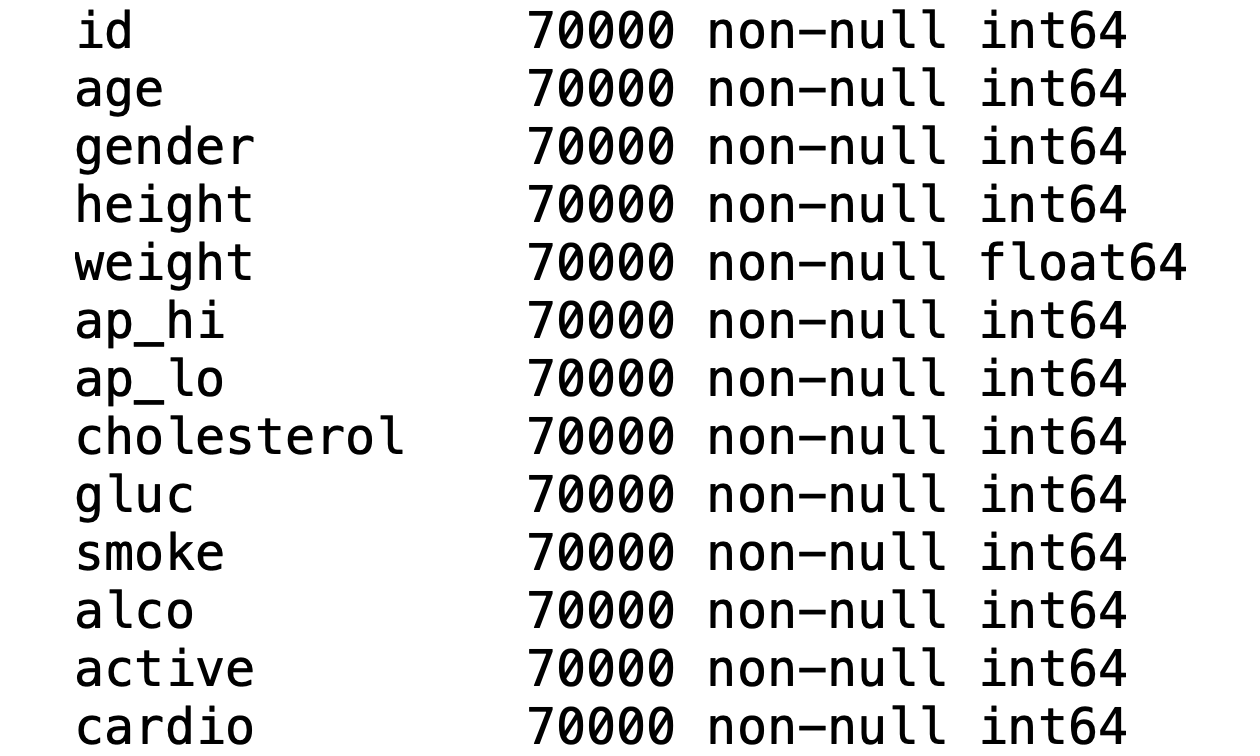 id 70000 non-null int64
age 70000 non-null int64
gender 70000 non-null int64
height 70000 non-null int64
weight 70000 non-null float64
ap_hi 70000 non-null int64
ap_lo 70000 non-null int64
cholesterol 70000 non-null int64
gluc 70000 non-null int64
smoke 70000 non-null int64
alco 70000 non-null int64
active 70000 non-null int64
cardio 70000 non-null int64